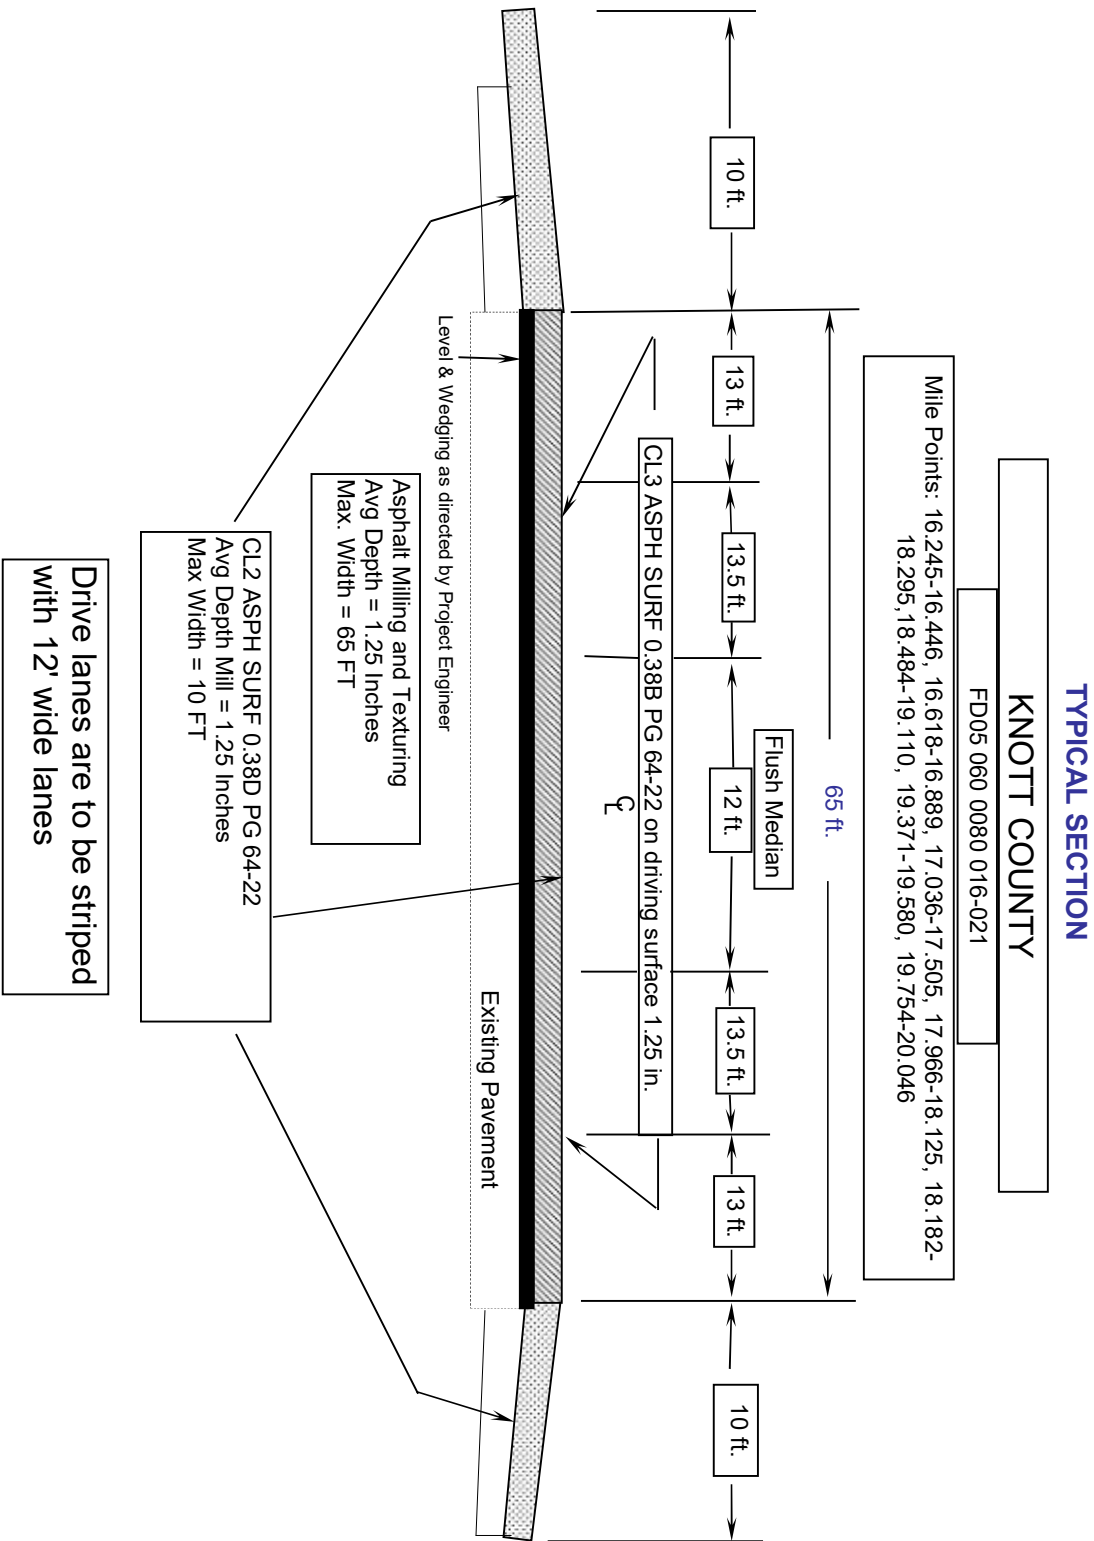 TYPICAL SECTION
KNOTT COUNTY
FD05 060 0080 016-021
Mile Points: 16.245-16.446, 16.618-16.889, 17.036-17.505, 17.966-18.125, 18.182-
18.295,18.484-19.110, 19.371-19.580, 19.754-20.046
65 ft.
Flush Median
10 ft.
13 ft.
13.5 ft.
12 ft.
13.5 ft.
13 ft.
10 ft.
CL3 ASPH SURF 0.38B PG 64-22 on driving surface 1.25 in.
CL
Existing Pavement
Level & Wedging as directed by Project Engineer
Asphalt Milling and Texturing
Avg Depth = 1.25 Inches
Max. Width = 65 FT
CL2 ASPH SURF 0.38D PG 64-22
Avg Depth Mill = 1.25 Inches
Max Width = 10 FT
Drive lanes are to be striped
with 12' wide lanes